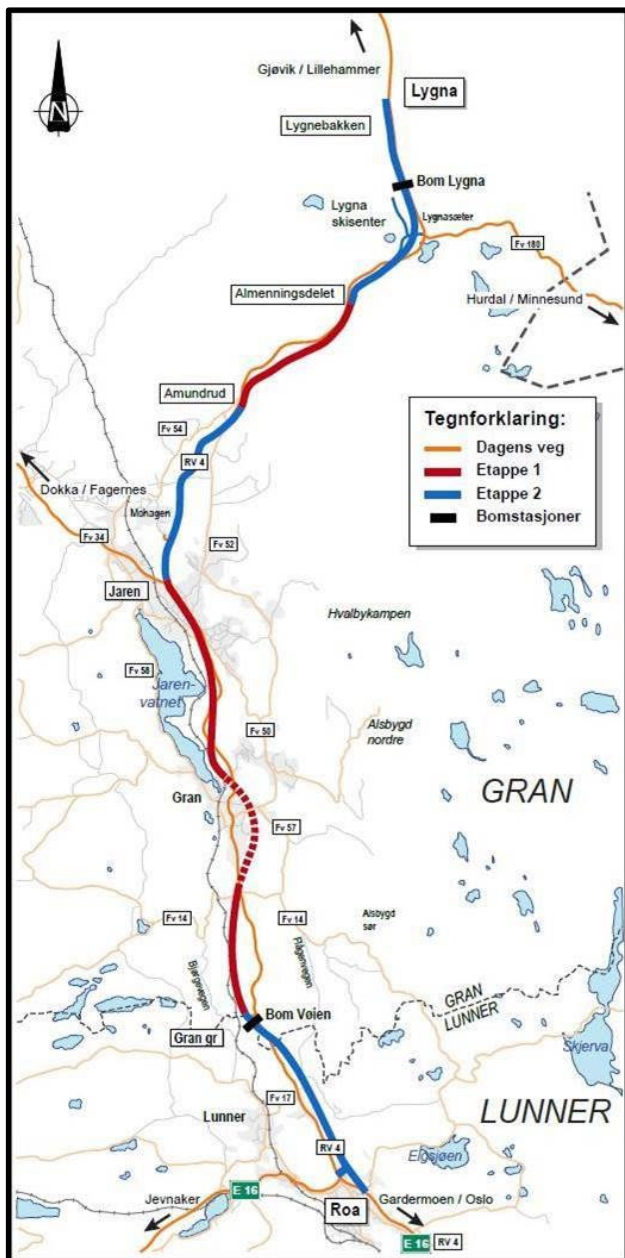 N
Gjøvik / Lillehammer
Lygna
Lygnebakken
Bom Lygna
Lygna
skisenter
Lygnasæter
Fv 180
Almenningsdelet
Hurdal / Minnesund
Amundrud
Fv 54
RV 4
Tegnforklaring:
Dagens veg
Etappe 1
Etappe 2
Bomstasjoner
Dokka / Fagernes
Mohagen
Fv 34
Fv 52
Jaren
Hvalbykampen
Fv 58
Jaren-
vatnet
Alsbygd
nordre
Fv 50
GRAN
Gran
Fv 57
Fv 14
Fv 14
Alsbygd
sør
Bjørgevegen
Flågenvegen
Bom Voien
GRAN
LUNNER
Gran gr
Skjerva
Fv 17
Lunner
LUNNER
RV 4
Elgsjøen
E 16
Jevnaker
Roa
Gardermoen / Oslo
E 16
RV 4